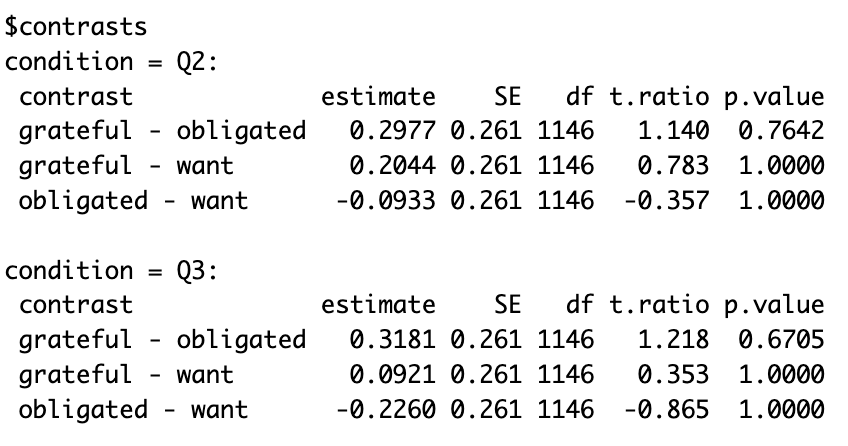 $contrasts
condition = Q2:
 contrast             estimate    SE   df t.ratio p.value
 grateful - obligated   0.2977 0.261 1146   1.140  0.7642
 grateful - want        0.2044 0.261 1146   0.783  1.0000
 obligated - want      -0.0933 0.261 1146  -0.357  1.0000

condition = Q3:
 contrast             estimate    SE   df t.ratio p.value
 grateful - obligated   0.3181 0.261 1146   1.218  0.6705
 grateful - want        0.0921 0.261 1146   0.353  1.0000
 obligated - want      -0.2260 0.261 1146  -0.865  1.0000